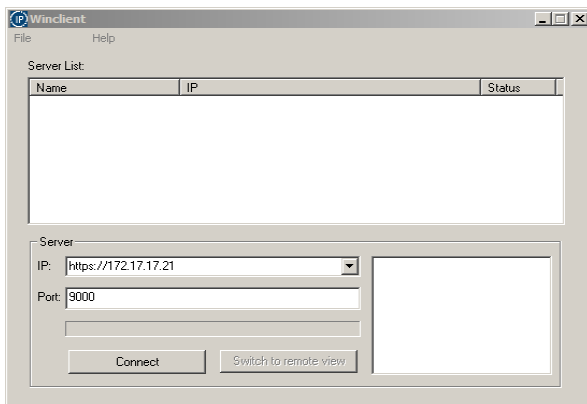 IP Winclient
File Help
Server List:
Name IP Status
Server
IP: https://172.17.17.21
Port: 9000
Connect Switch to remote view